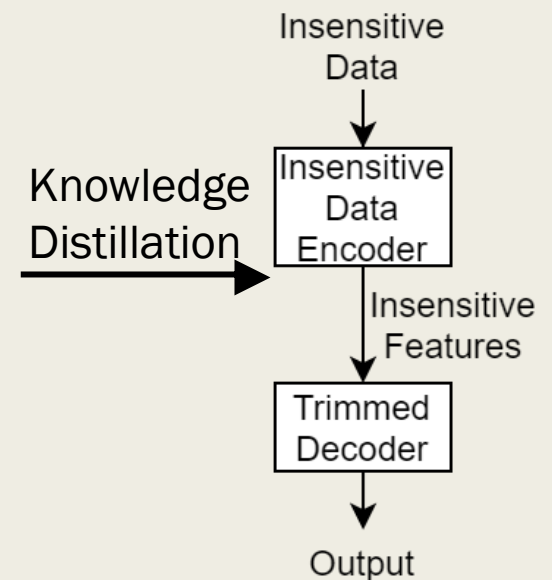 Insensitive
Data
Knowledge
Distillation
Insensitive
Data
Encoder
Insensitive
Features
Trimmed
Decoder
Output